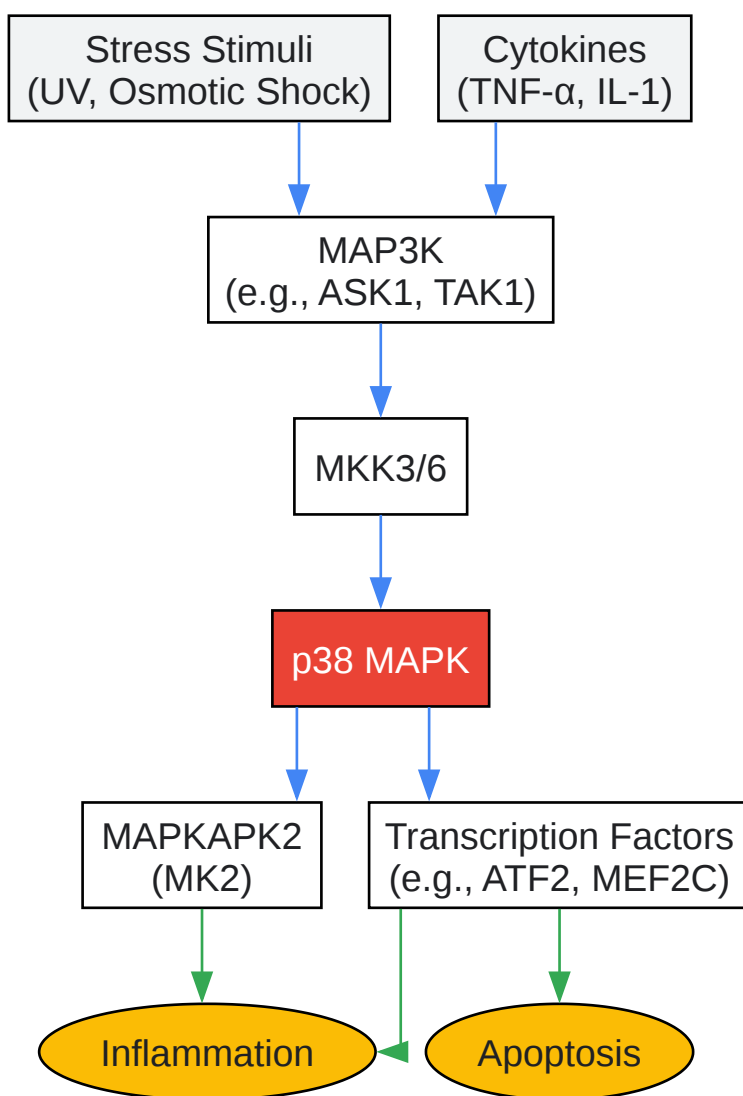 Stress Stimuli
(UV, Osmotic Shock)
Cytokines
(TNF-α, IL-1)
MAP3K
(e.g., ASK1, TAK1)
MKK3/6
p38 MAPK
MAPKAPK2
(MK2)
Transcription Factors
(e.g., ATF2, MEF2C)
Inflammation
Apoptosis